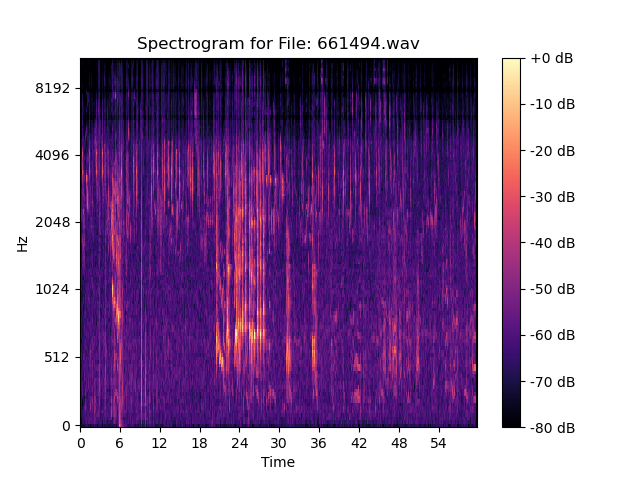 Spectrogram for File: 661494.wav
+0 dB
8192
-10 dB
4096
-20 dB
-30 dB
2048
Hz
-40 dB
1024
-50 dB
-60 dB
512
-70 dB
0
-80 dB
0 6 12 18 24 30 36 42 48 54
Time